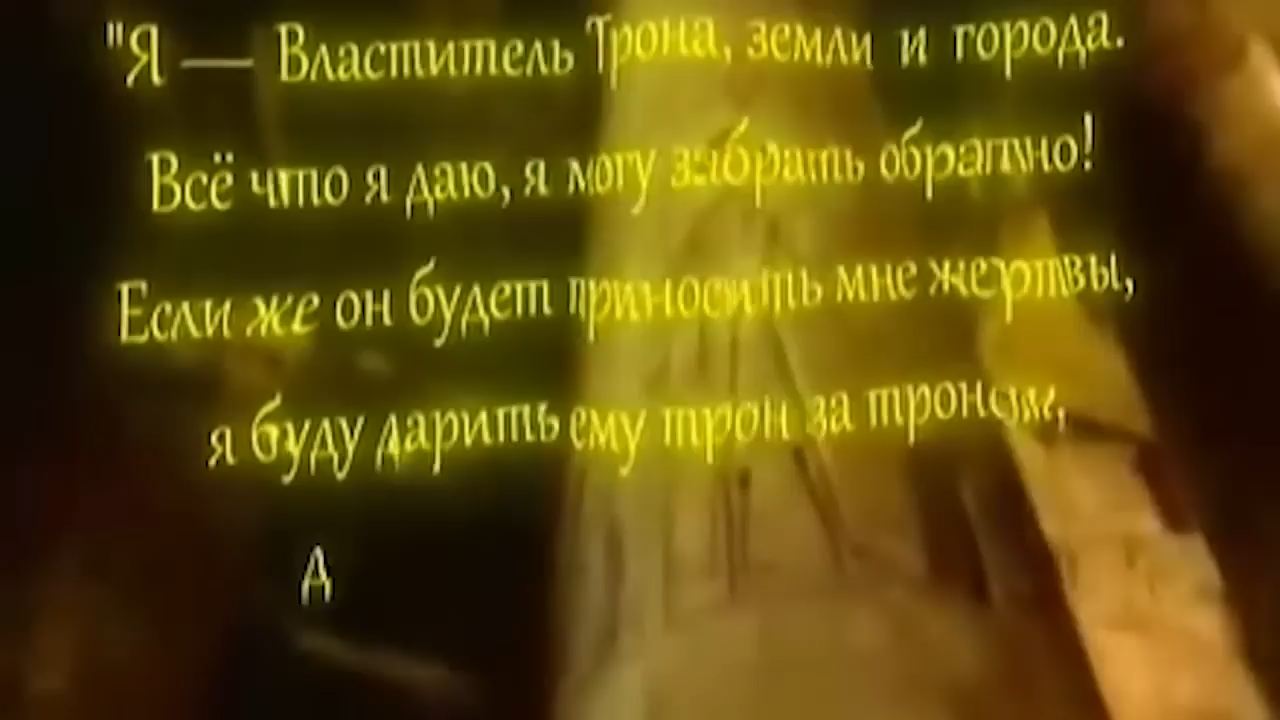 "Я — Властитель Трона, земли и города.
Всё что я даю, я могу забрать обратно!
Если же он будет приносить мне жертвы,
я буду дарить ему трон за троном,
д